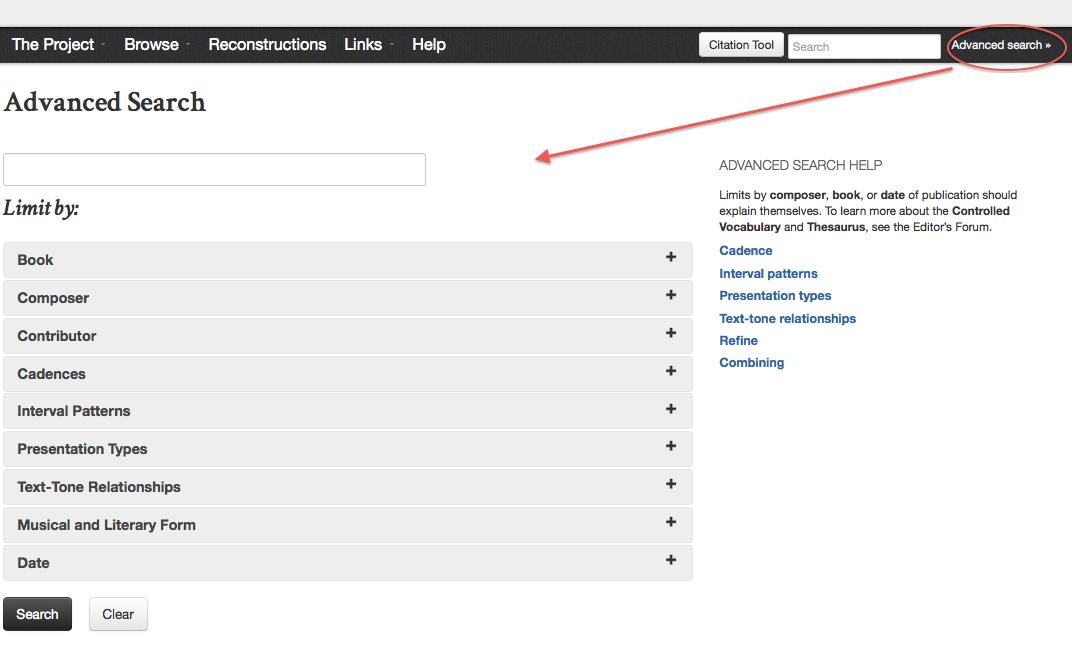 The Project Browse Reconstructions Links Help Citation Tool Search Advanced search »
Advanced Search
Limit by:
Book +
Composer +
Contributor +
Cadences +
Interval Patterns +
Presentation Types +
Text-Tone Relationships +
Musical and Literary Form +
Date +
Search Clear
ADVANCED SEARCH HELP
Limits by composer, book, or date of publication should
explain themselves. To learn more about the Controlled
Vocabulary and Thesaurus, see the Editor's Forum.
Cadence
Interval patterns
Presentation types
Text-tone relationships
Refine
Combining